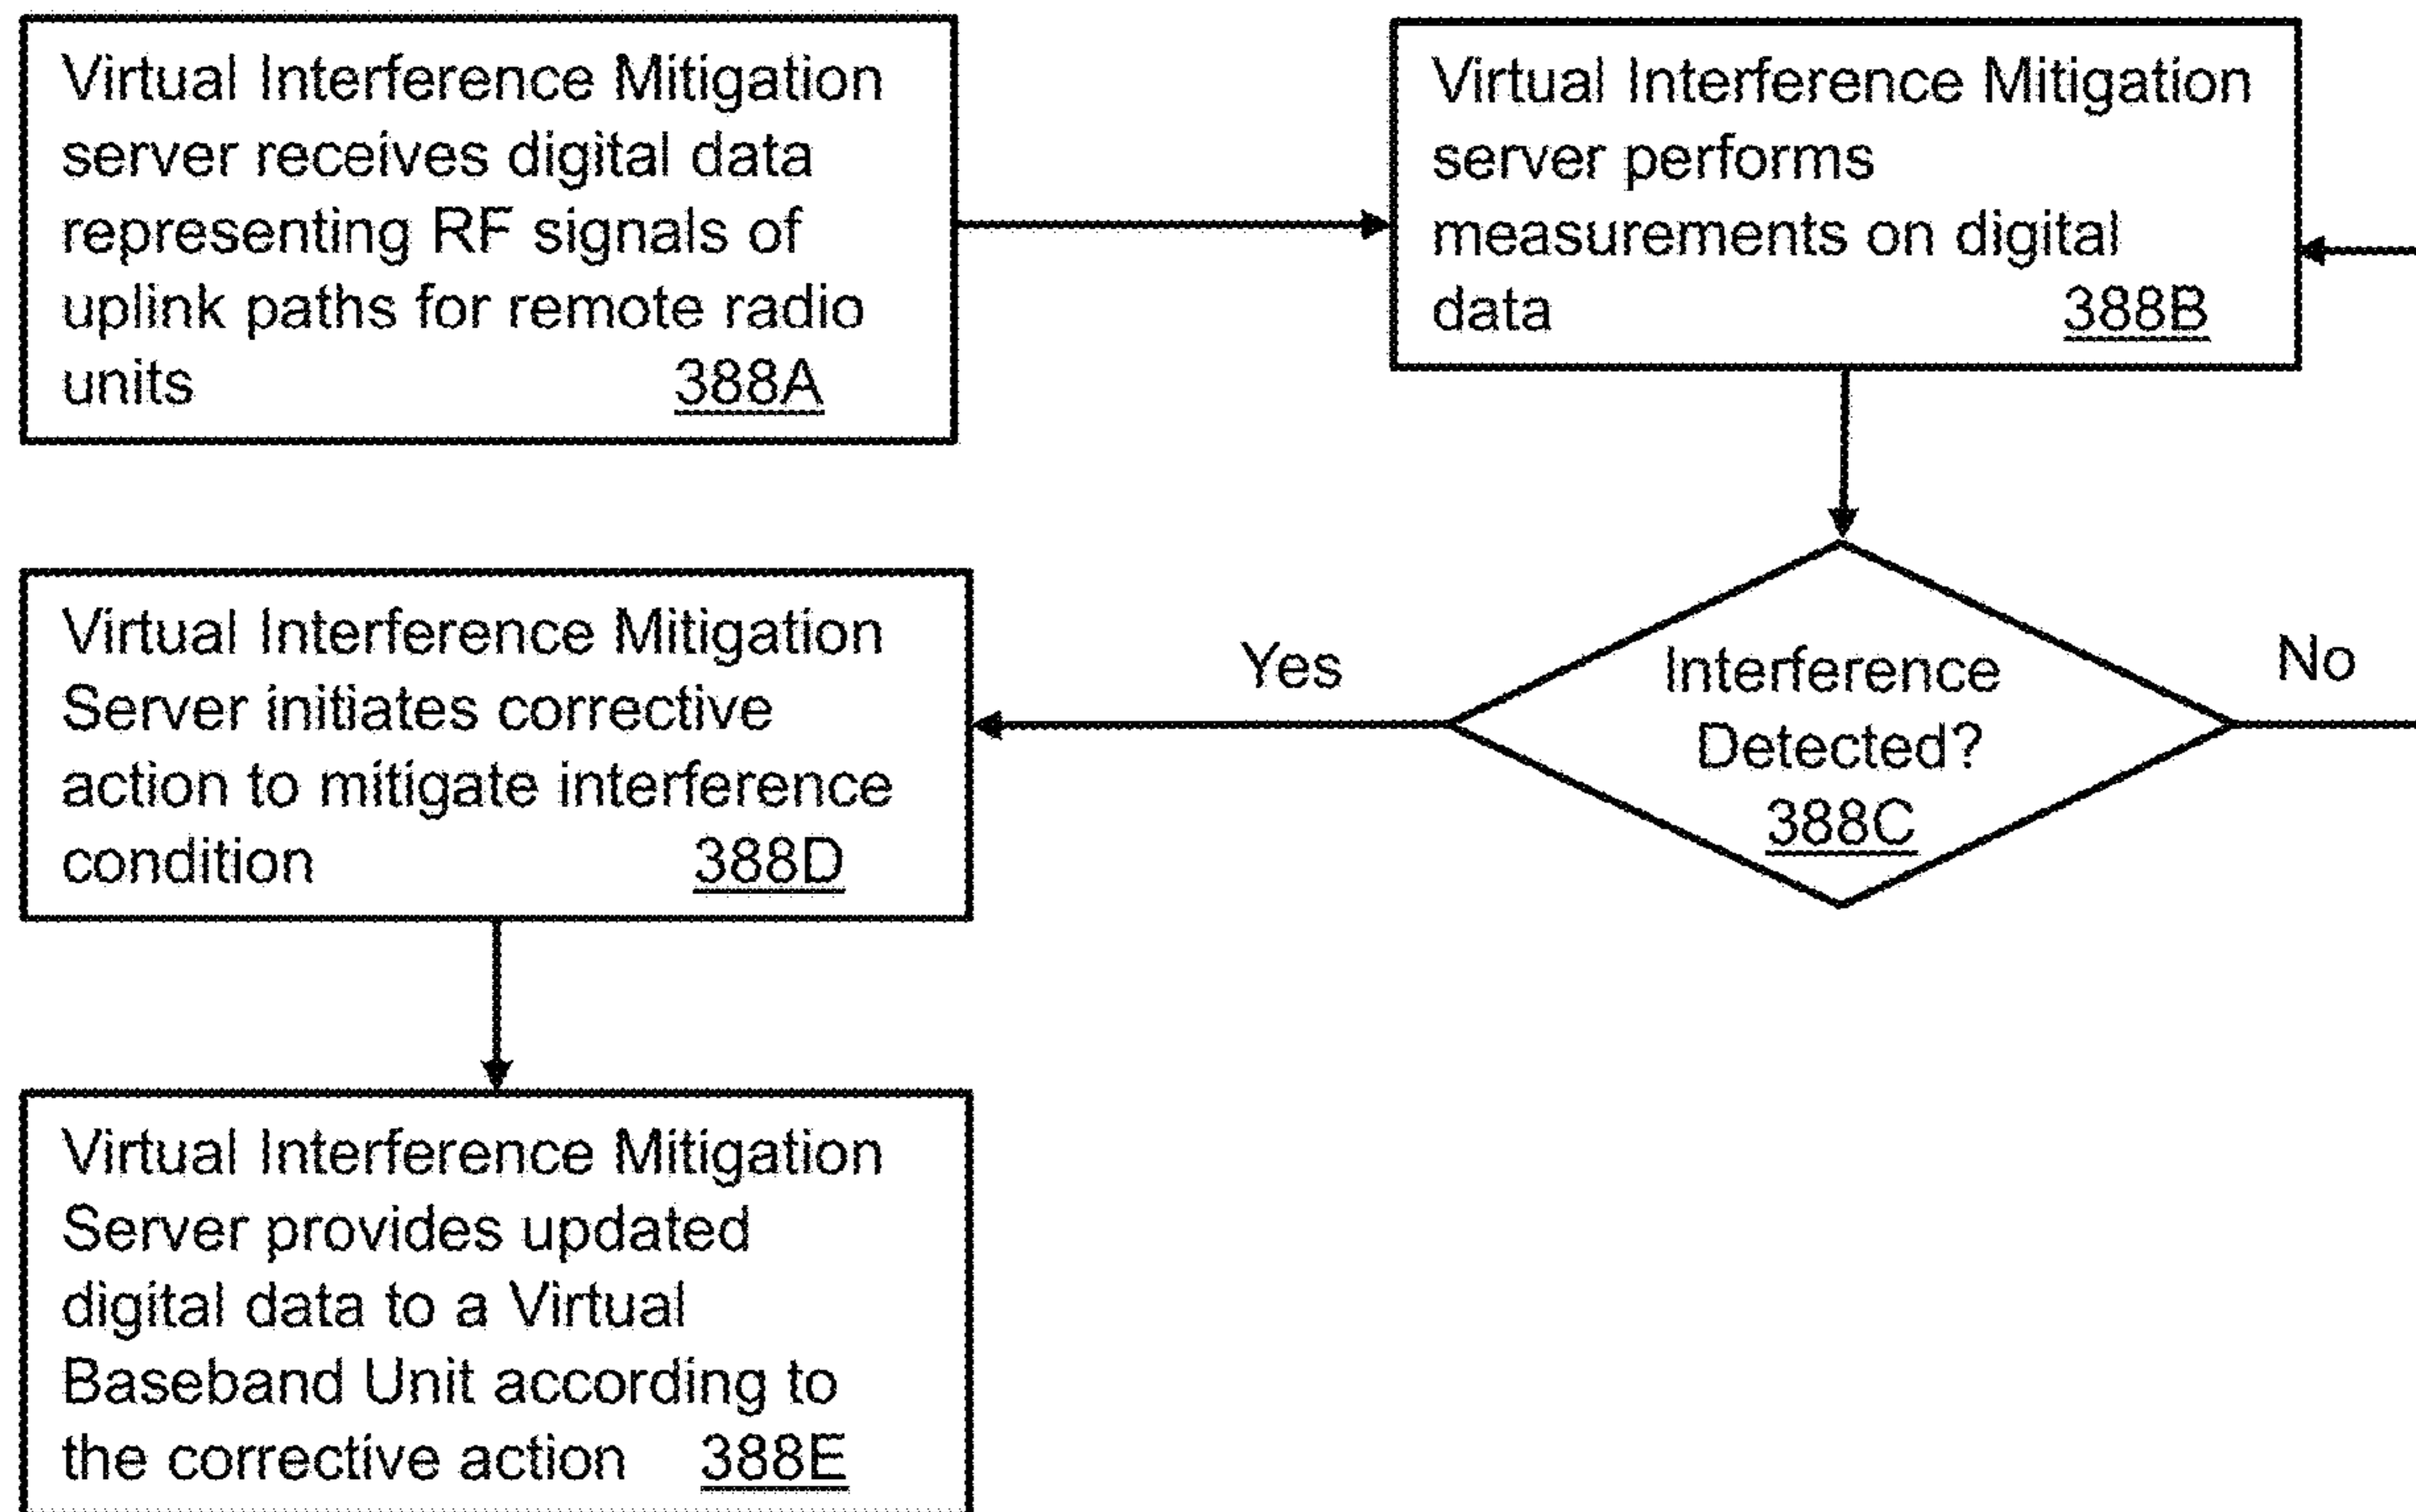 Virtual Interference Mitigation
server receives digital data
representing RF signals of
uplink paths for remote radio
units 388A
Virtual Interference Mitigation
server performs
measurements on digital
data 388B
Interference
Detected?
388C
No
Yes
Virtual Interference Mitigation
Server initiates corrective
action to mitigate interference
condition 388D
Virtual Interference Mitigation
Server provides updated
digital data to a Virtual
Baseband Unit according to
the corrective action 388E